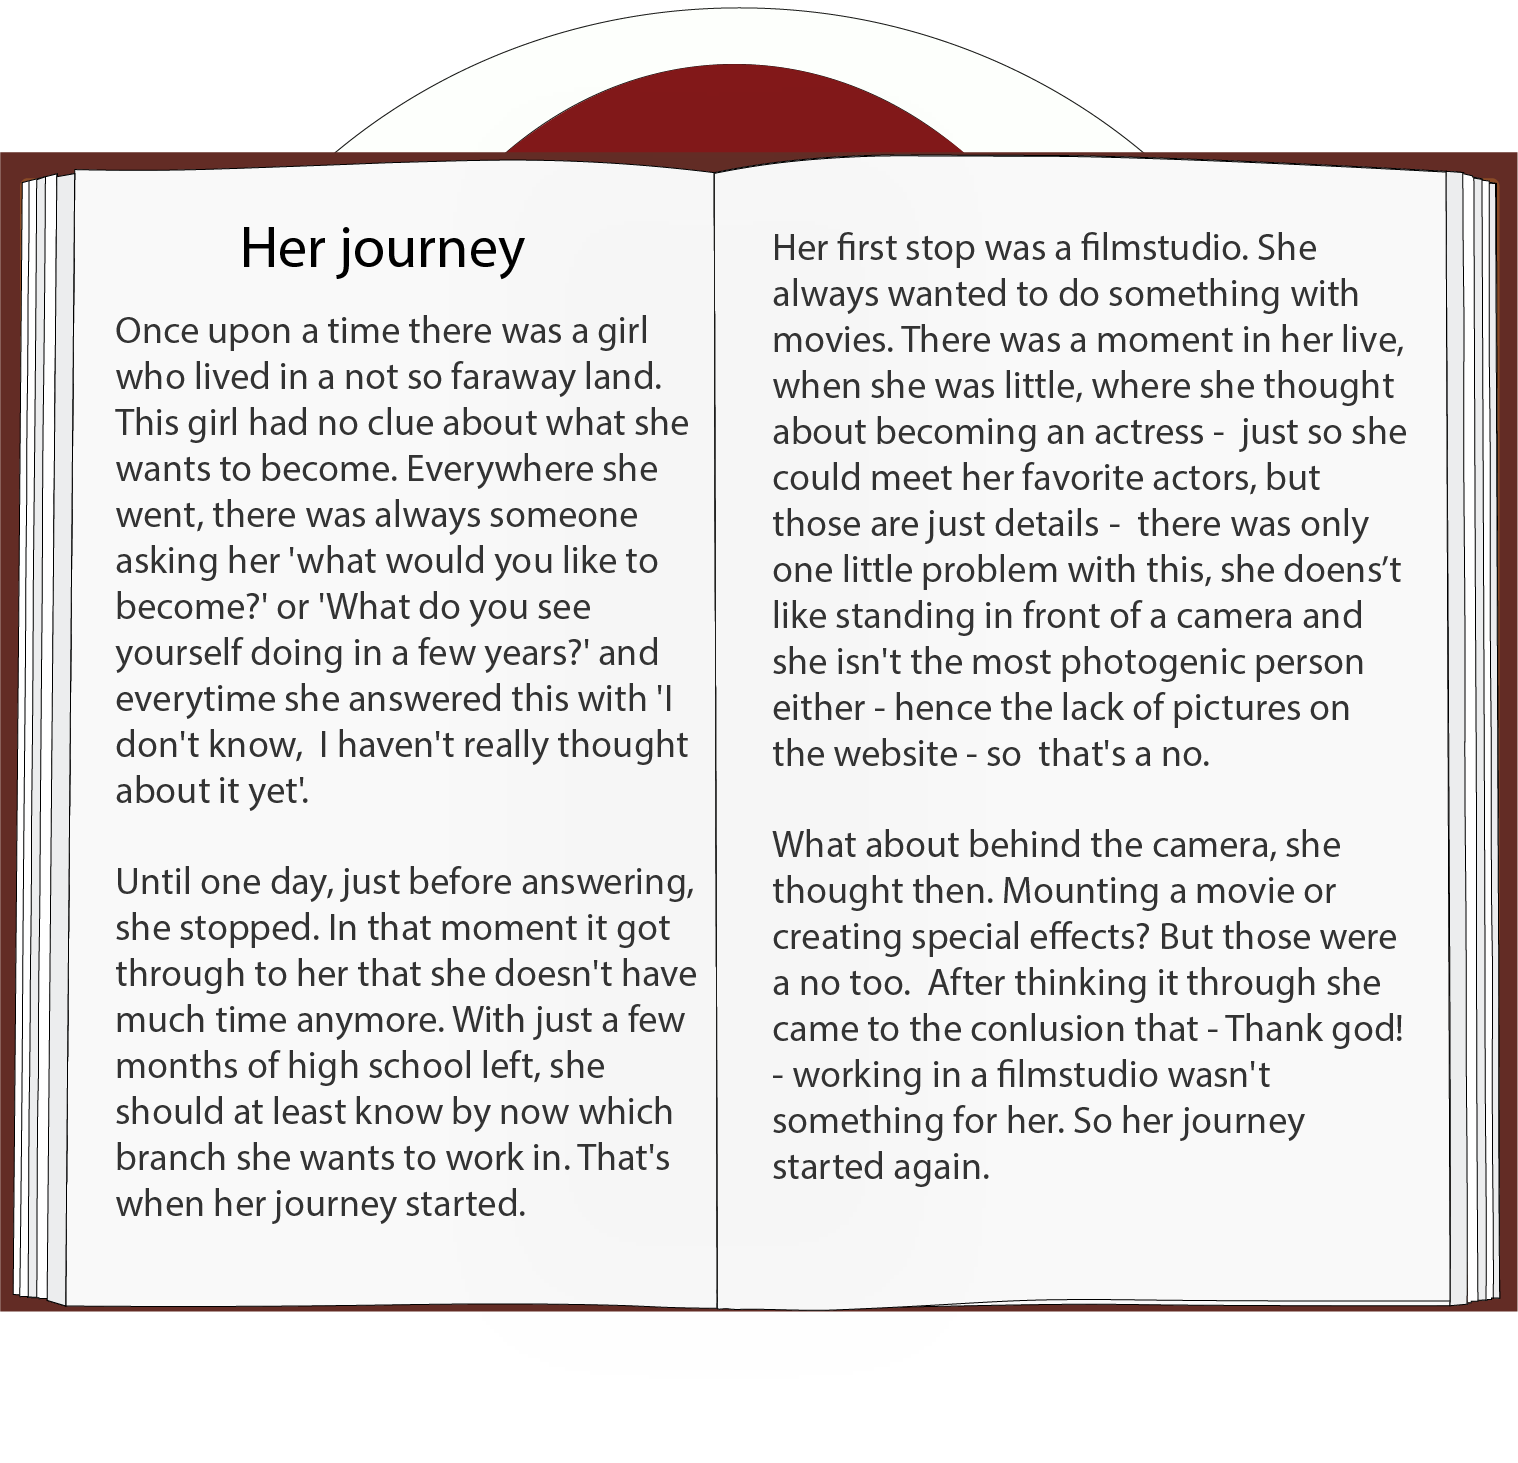 Her journey
Once upon a time there was a girl
who lived in a not so faraway land.
This girl had no clue about what she
wants to become. Everywhere she
went, there was always someone
asking her 'what would you like to
become?' or 'What do you see
yourself doing in a few years?' and
everytime she answered this with 'I
don't know,  I haven't really thought
about it yet'.
Until one day, just before answering,
she stopped. In that moment it got
through to her that she doesn't have
much time anymore. With just a few
months of high school left, she
should at least know by now which
branch she wants to work in. That's
when her journey started.
Her first stop was a filmstudio. She
always wanted to do something with
movies. There was a moment in her live,
when she was little, where she thought
about becoming an actress -  just so she
could meet her favorite actors, but
those are just details -  there was only
one little problem with this, she doens’t
like standing in front of a camera and
she isn't the most photogenic person
either - hence the lack of pictures on
the website - so  that's a no.
What about behind the camera, she
thought then. Mounting a movie or
creating special effects? But those were
a no too.  After thinking it through she
came to the conlusion that - Thank god!
- working in a filmstudio wasn't
something for her. So her journey
started again.